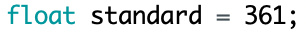 float standard = 361;